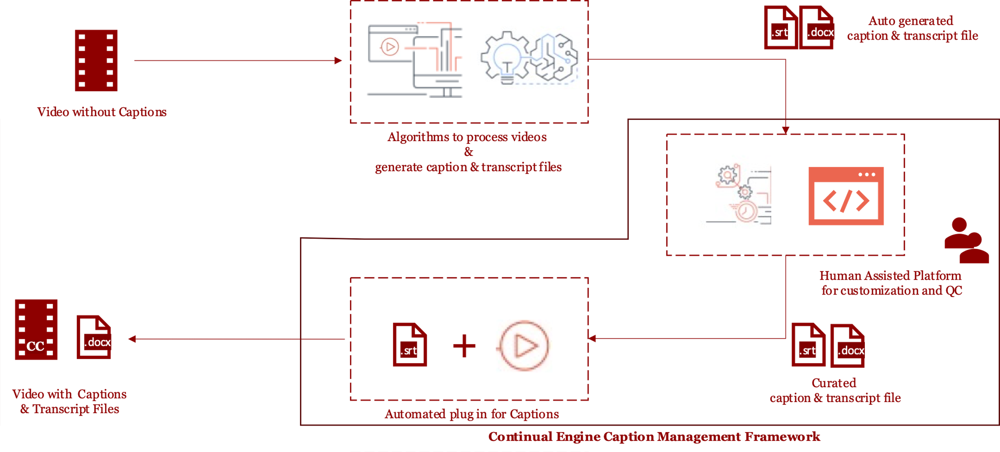 Video without Captions
Algorithms to process videos
&
generate caption & transcript files
.srt
.docx
Auto generated
caption & transcript file
Human Assisted Platform
for customization and QC
.srt
.docx
Curated
caption & transcript file
.srt
Automated plug in for Captions
CC
.docx
Video with Captions
& Transcript Files
Continual Engine Caption Management Framework